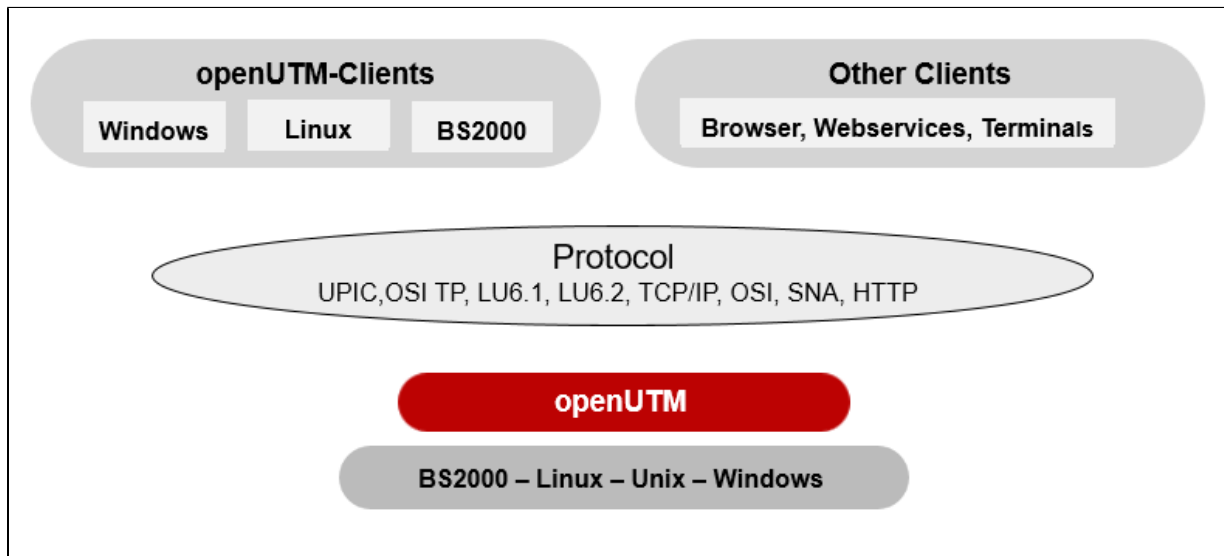 openUTM-Clients
Windows
Linux
BS2000
Other Clients
Browser, Webservices, Terminals
Protocol
UPIC,OSI TP, LU6.1, LU6.2, TCP/IP, OSI, SNA, HTTP
openUTM
BS2000 – Linux – Unix – Windows